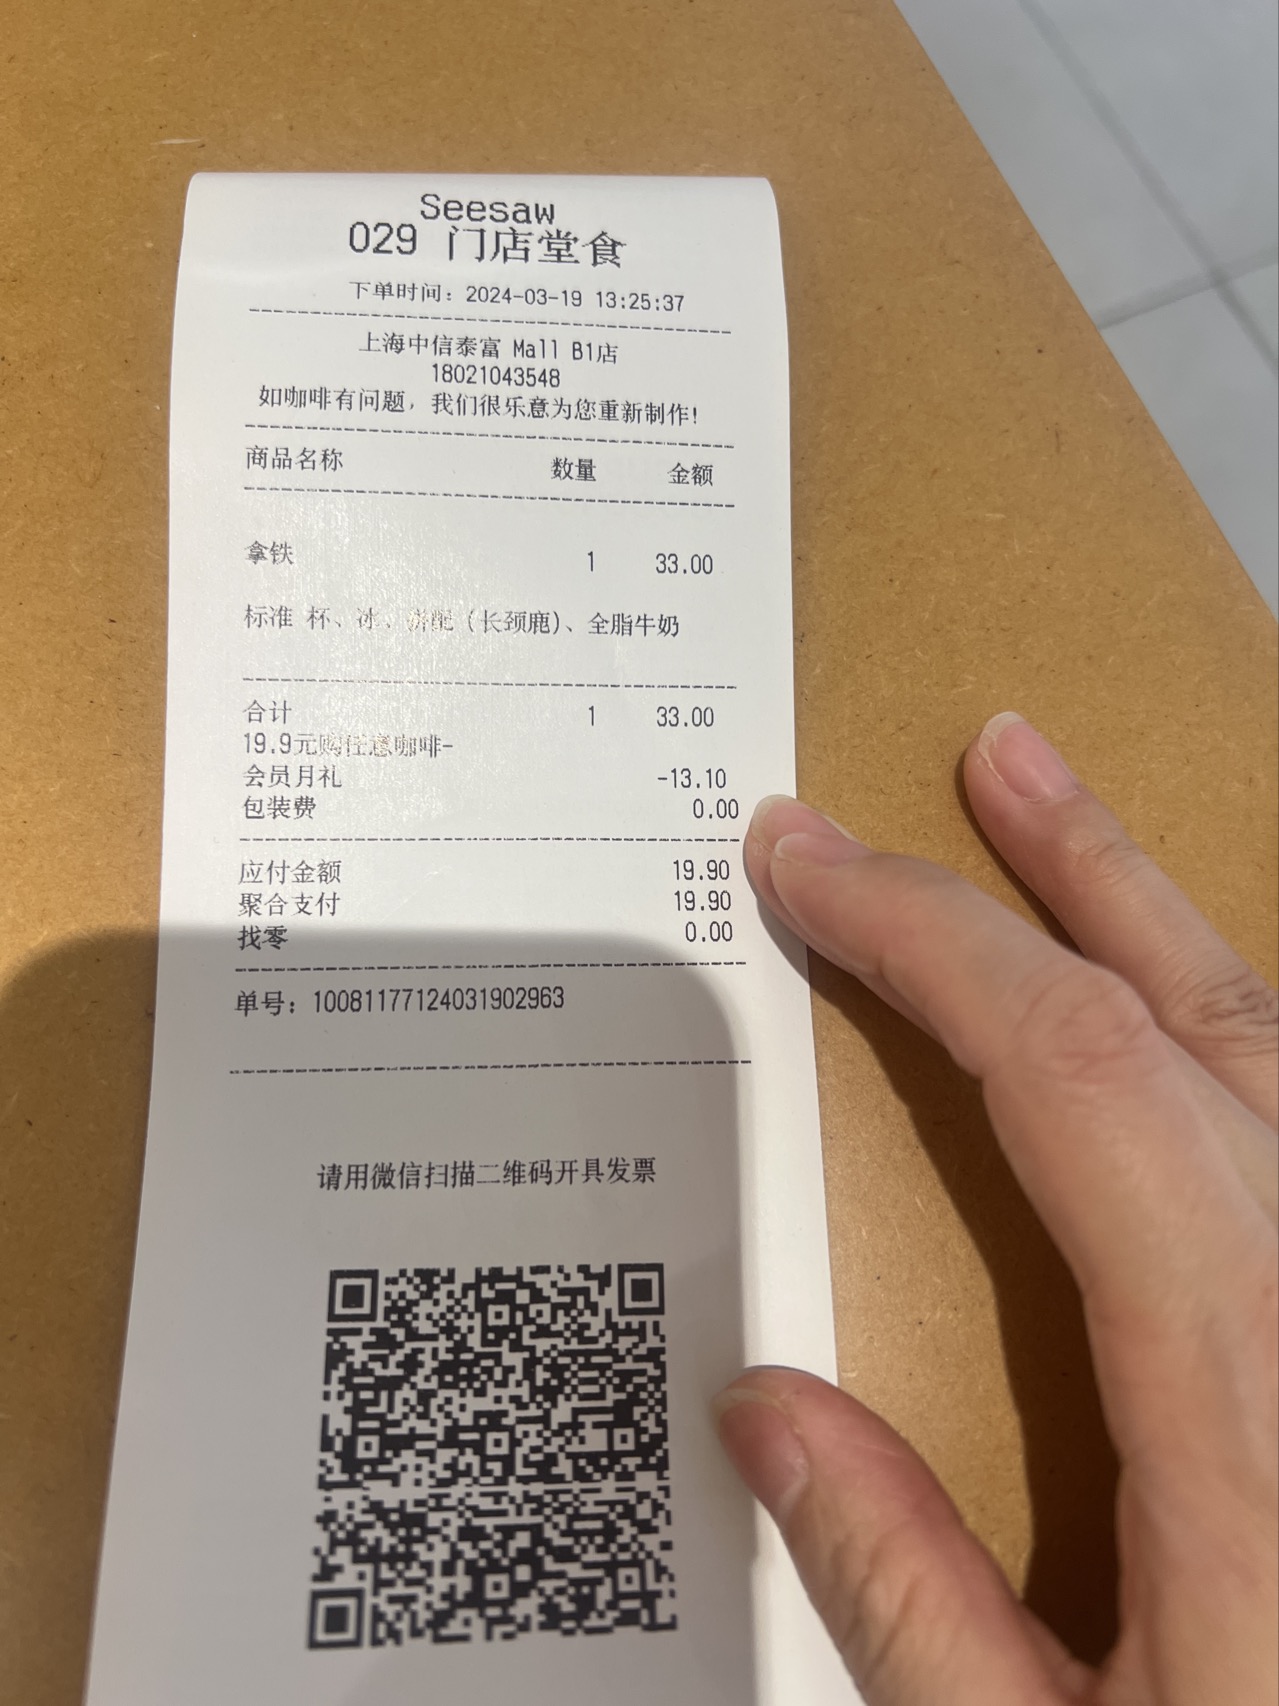 Seesaw
029 门店堂食
下单时间：2024-03-19 13:25:37
上海中信泰富 Mall B1店
18021043548
如咖啡有问题，我们很乐意为您重新制作！
商品名称 数量 金额
拿铁 1 33.00
标准 杯、冰、拼配（长颈鹿）、全脂牛奶
合计 1 33.00
19.9元购任意咖啡-
会员月礼 -13.10
包装费 0.00
应付金额 19.90
聚合支付 19.90
找零 0.00
单号：10081177124031902963
请用微信扫描二维码开具发票